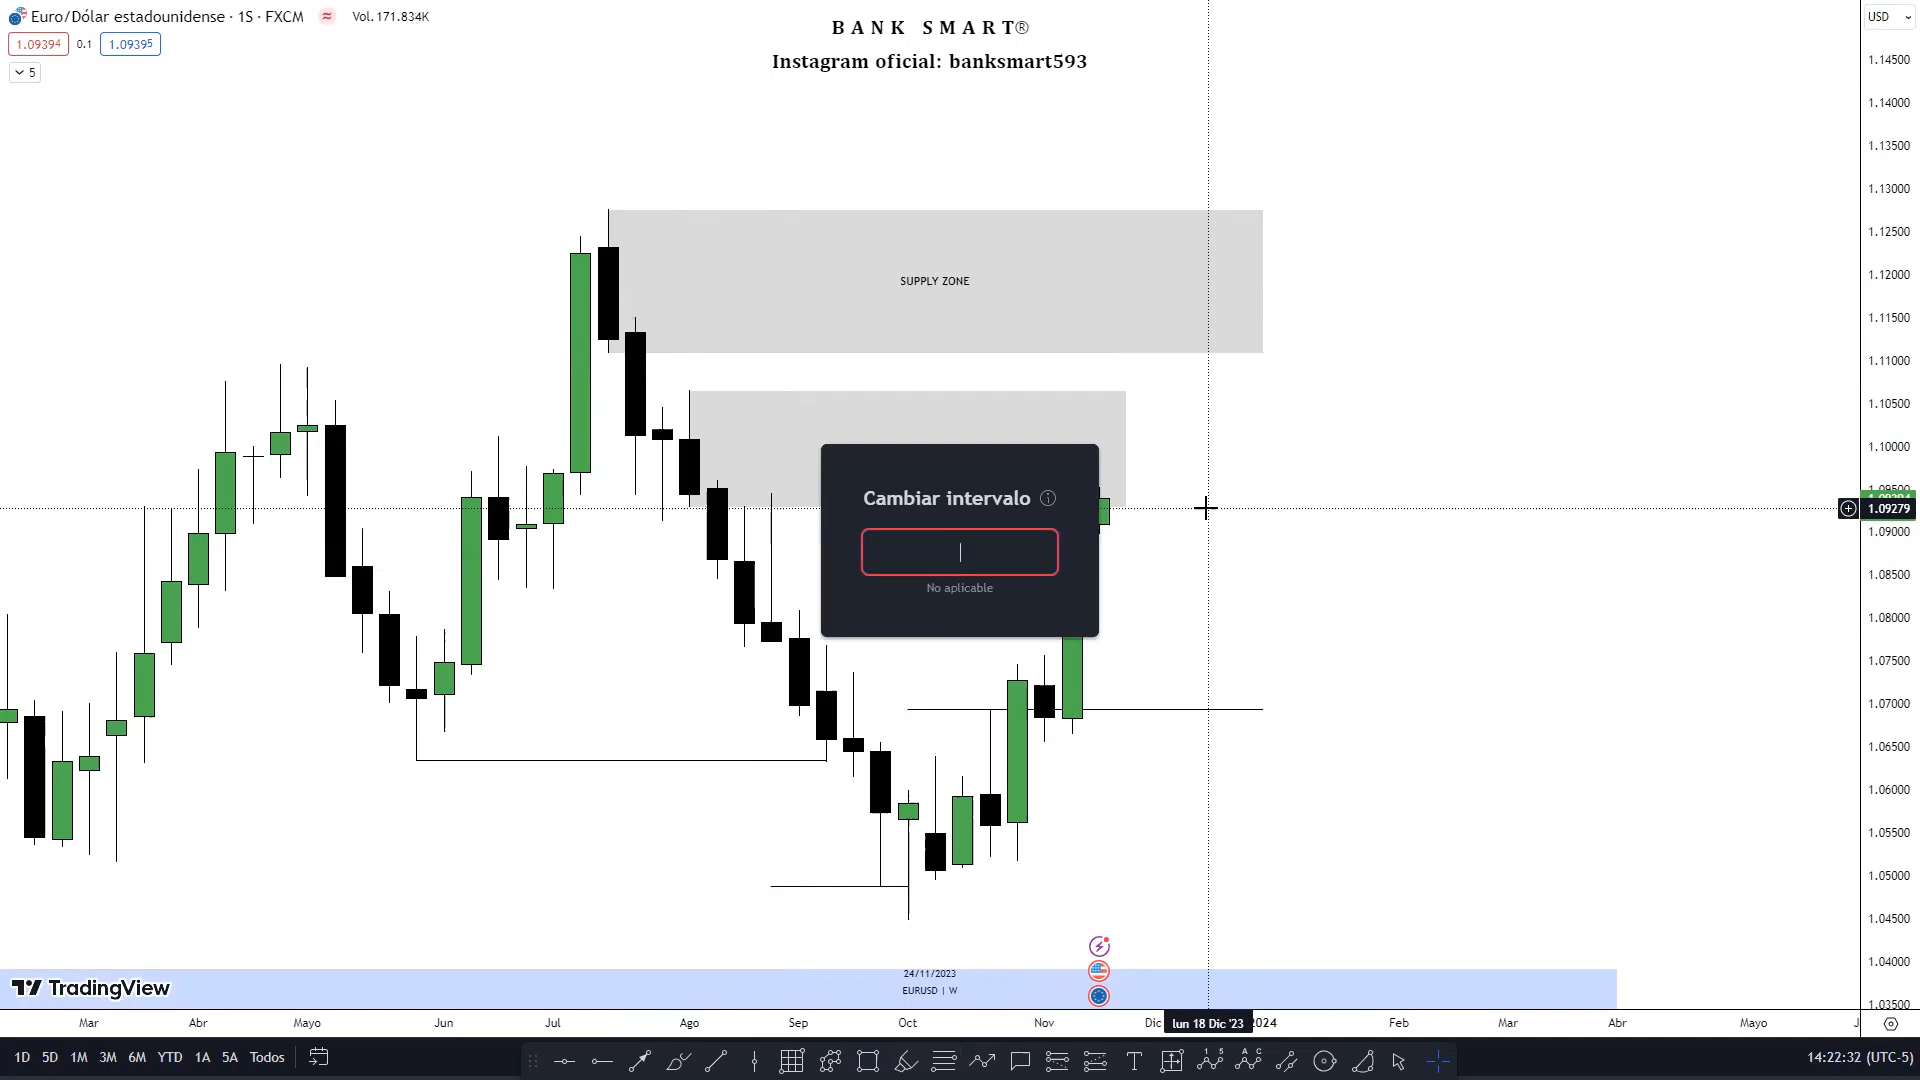 Euro/Dólar estadounidense · 1S · FXCM
Vol. 171.834K
USD
1.09394
0.1
1.09395
5
BANK SMART®
Instagram oficial: banksmart593
SUPPLY ZONE
Cambiar intervalo
No aplicable
1.14500
1.14000
1.13500
1.13000
1.12500
1.12000
1.11500
1.11000
1.10500
1.10000
1.09279
1.09000
1.08500
1.08000
1.07500
1.07000
1.06500
1.06000
1.05500
1.05000
1.04500
1.04000
1.03500
24/11/2023
EURUSD | W
TradingView
Mar
Abr
Mayo
Jun
Jul
Ago
Sep
Oct
Nov
Dic
lun 18 Dic '23
2024
Feb
Mar
Abr
Mayo
1D 5D 1M 3M 6M YTD 1A 5A Todos
14:22:32 (UTC-5)